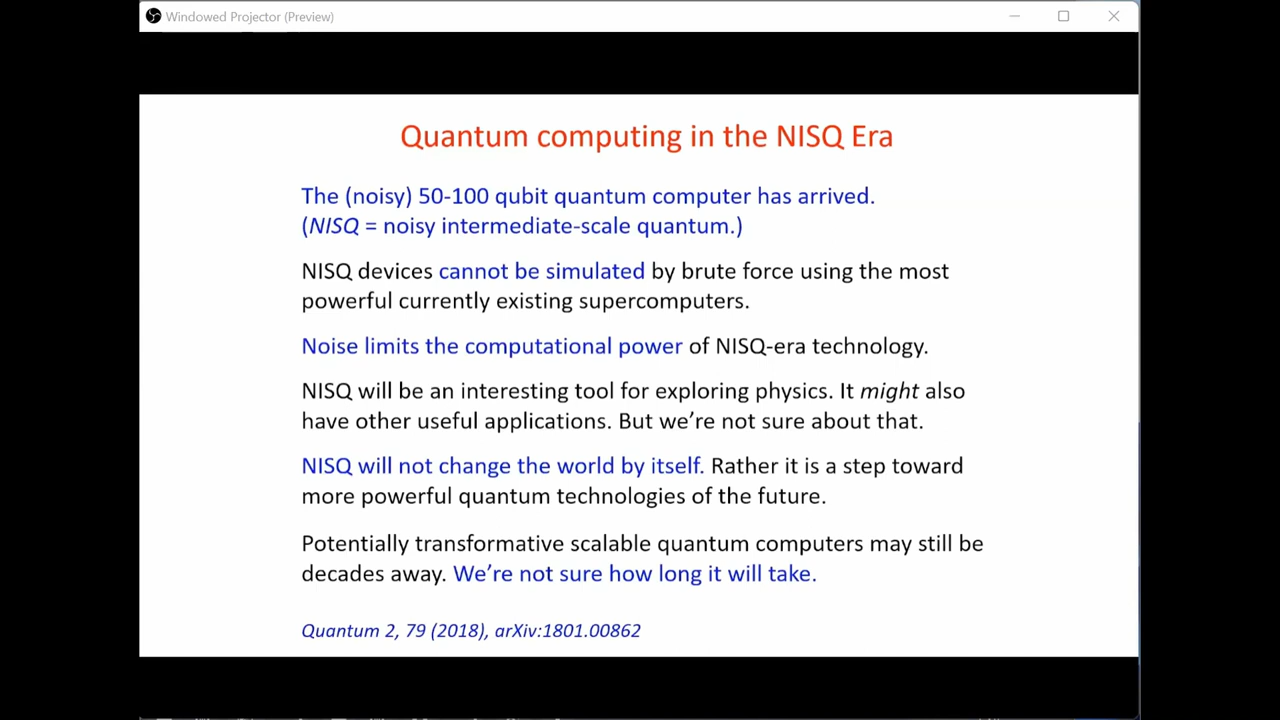 Windowed Projector (Preview)
Quantum computing in the NISQ Era
The (noisy) 50-100 qubit quantum computer has arrived.
(NISQ = noisy intermediate-scale quantum.)
NISQ devices cannot be simulated by brute force using the most
powerful currently existing supercomputers.
Noise limits the computational power of NISQ-era technology.
NISQ will be an interesting tool for exploring physics. It might also
have other useful applications. But we’re not sure about that.
NISQ will not change the world by itself. Rather it is a step toward
more powerful quantum technologies of the future.
Potentially transformative scalable quantum computers may still be
decades away. We’re not sure how long it will take.
Quantum 2, 79 (2018), arXiv:1801.00862